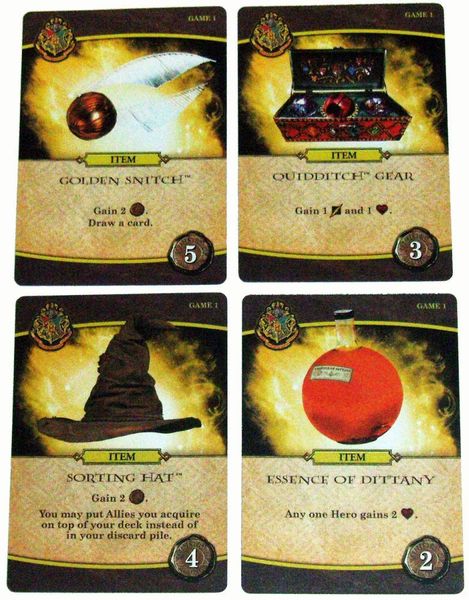 GAME 1
ITEM
GOLDEN SNITCH™
Gain 2 .
Draw a card.
5
GAME 1
ITEM
QUIDDITCH™ GEAR
Gain 1 and 1 .
3
GAME 1
ITEM
SORTING HAT™
Gain 2 .
You may put Allies you acquire
on top of your deck instead of
in your discard pile.
4
GAME 1
ITEM
ESSENCE OF DITTANY
Any one Hero gains 2 .
2